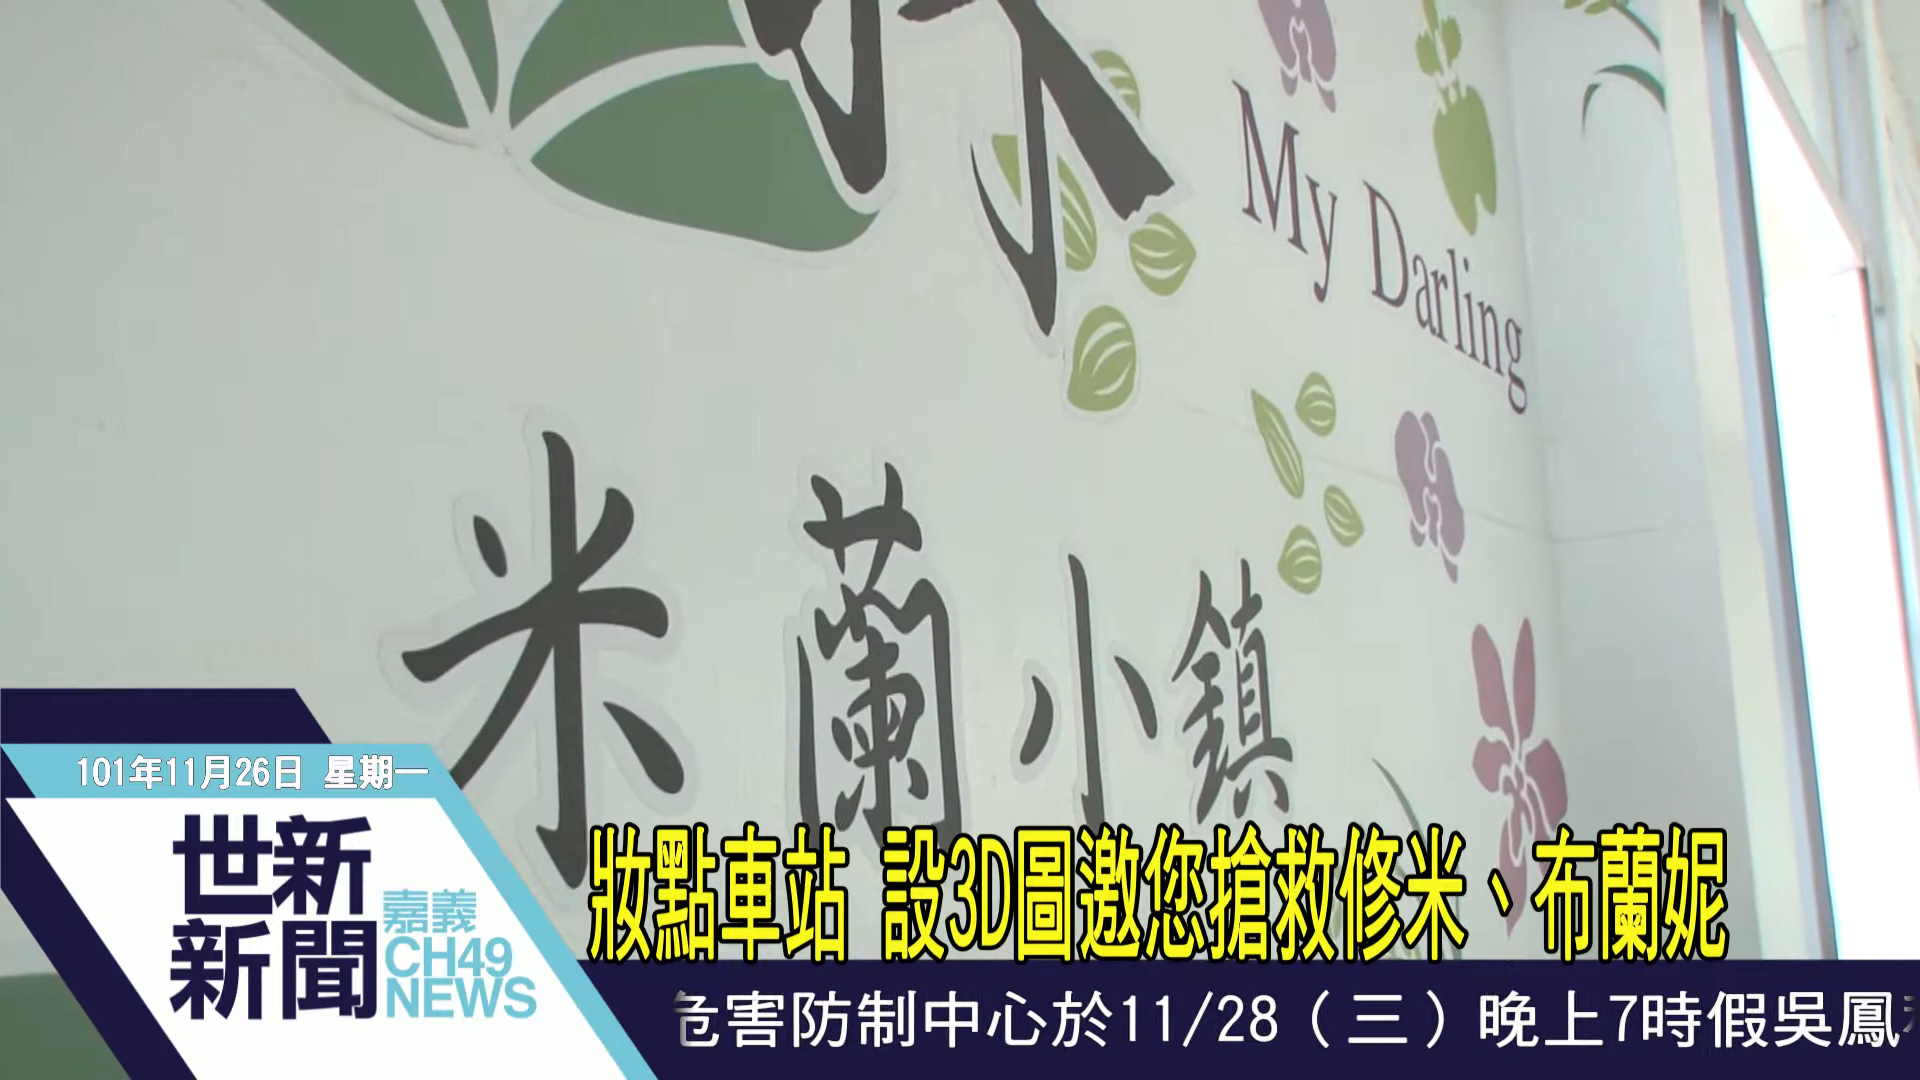 My Darling
米蘭小鎮
101年11月26日 星期一
世新
新聞
嘉義
CH49
NEWS
妝點車站 設3D圖邀您搶救修米、布蘭妮
危害防制中心於11/28（三）晚上7時假吳鳳